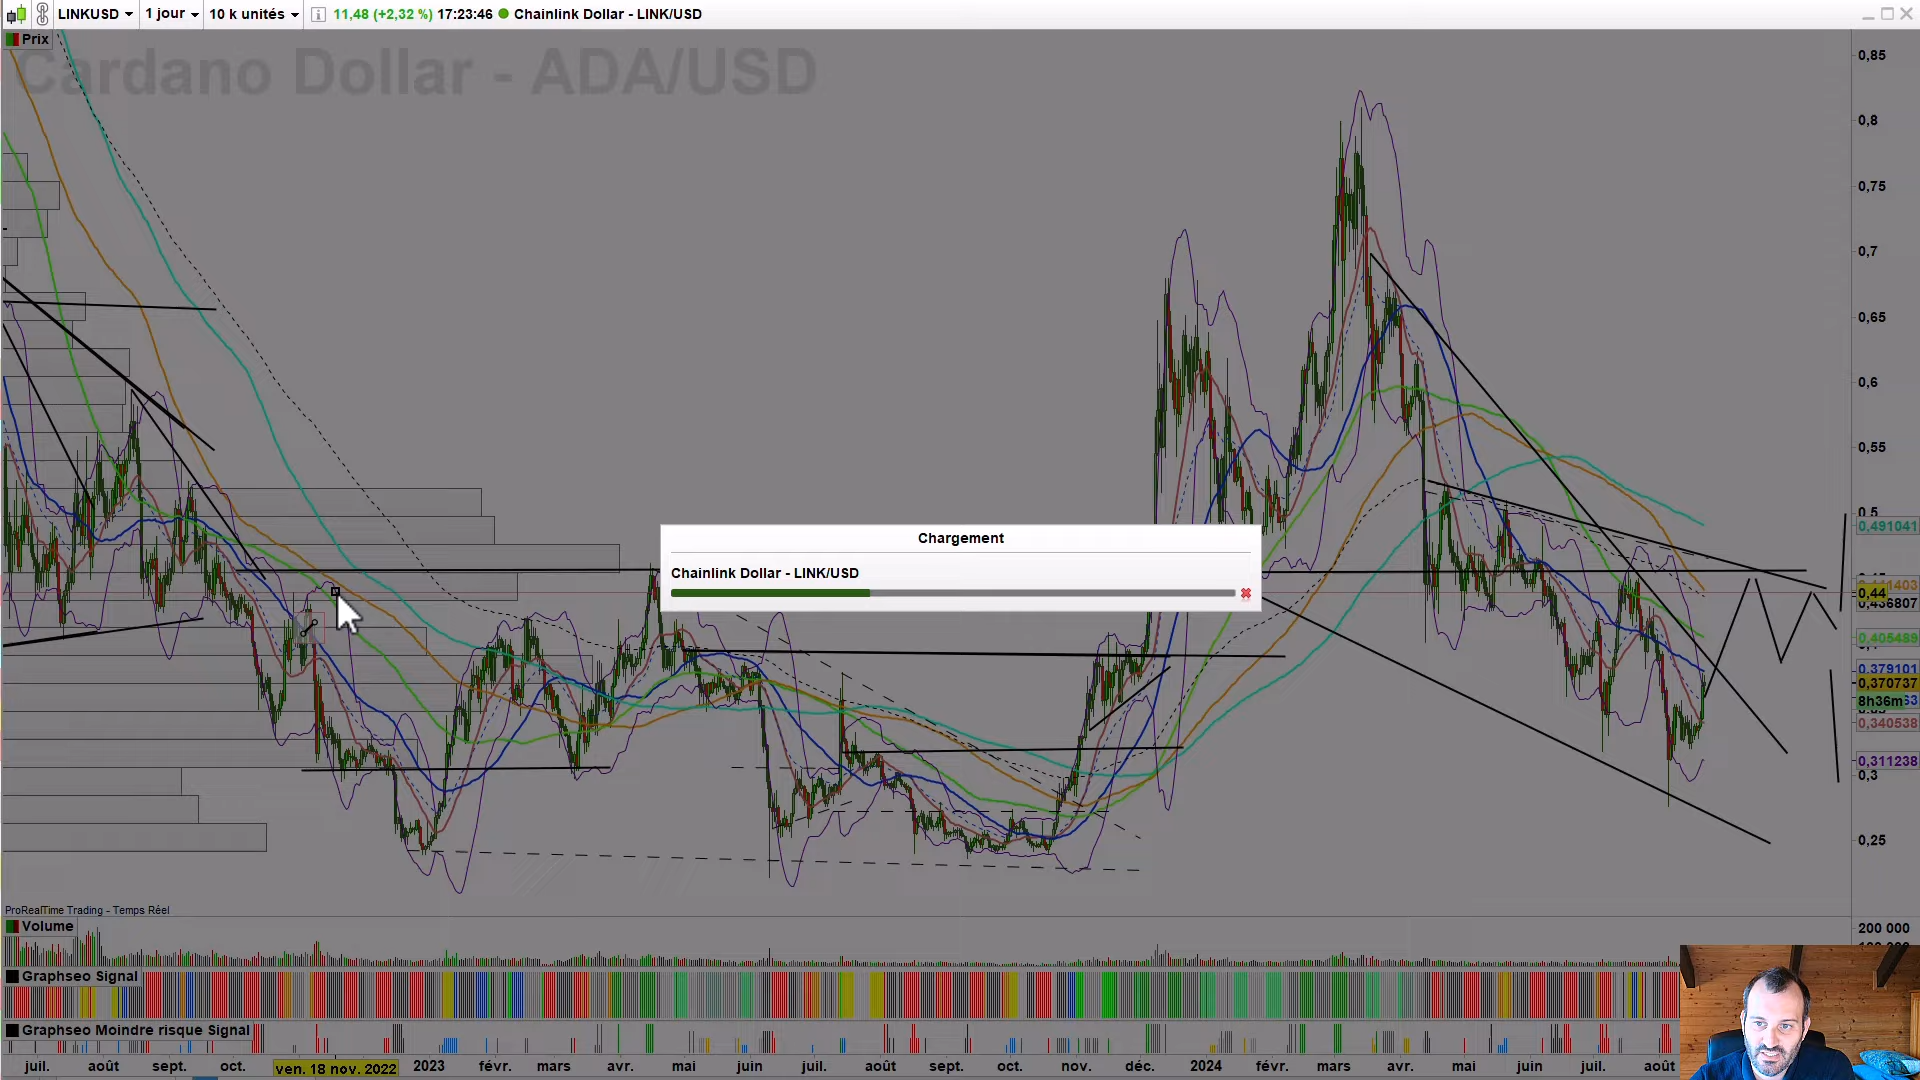 LINKUSD 1 jour 10 k unités 11,48 (+2,32 %) 17:23:46 Chainlink Dollar - LINK/USD
Prix
Cardano Dollar - ADA/USD
0,85
0,8
0,75
0,7
0,65
0,6
0,55
0,5
0,491041
0,44
0,436807
0,405489
0,379101
0,370737
8h36m
0,340538
0,311238
0,3
0,25
Chargement
Chainlink Dollar - LINK/USD
ProRealTime Trading - Temps Réel
Volume
200 000
Graphseo Signal
Graphseo Moindre risque Signal
juil. août sept. oct. ven. 18 nov. 2022 2023 févr. mars avr. mai juin juil. août sept. oct. nov. déc. 2024 févr. mars avr. mai juin juil. août